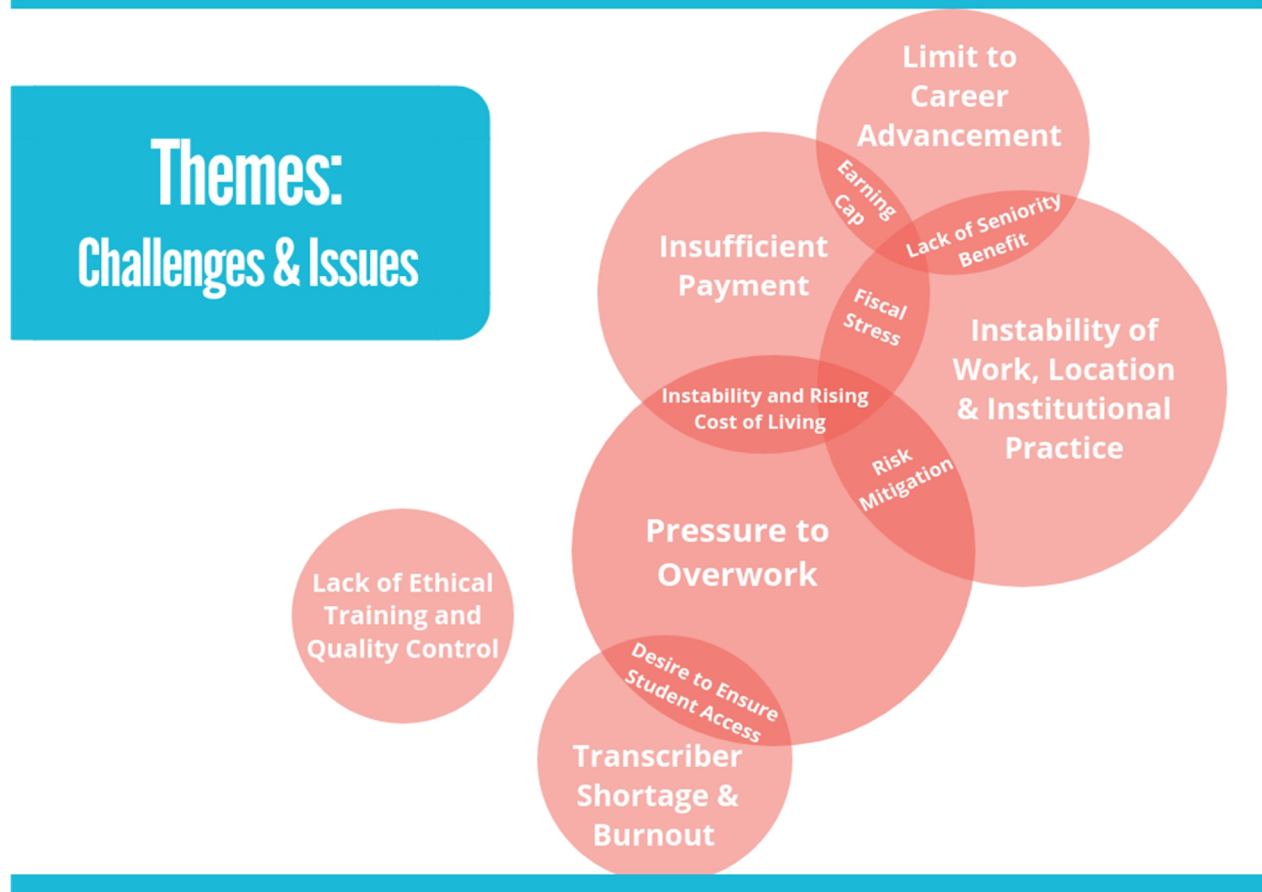 Themes:
Challenges & Issues
Limit to
Career
Advancement
Earning
Cap
Lack of Seniority
Benefit
Insufficient
Payment
Fiscal
Stress
Instability of
Work, Location
& Institutional
Practice
Instability and Rising
Cost of Living
Risk
Mitigation
Pressure to
Overwork
Lack of Ethical
Training and
Quality Control
Desire to Ensure
Student Access
Transcriber
Shortage &
Burnout